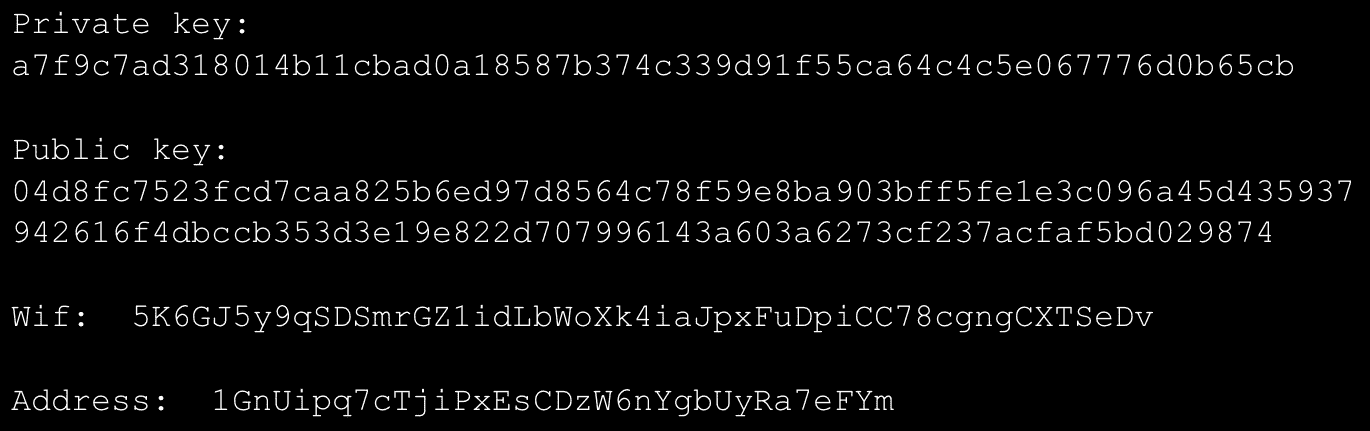 Private key:
a7f9c7ad318014b11cbad0a18587b374c339d91f55ca64c4c5e067776d0b65cb
Public key:
04d8fc7523fcd7caa825b6ed97d8564c78f59e8ba903bff5fe1e3c096a45d435937
942616f4dbccb353d3e19e822d707996143a603a6273cf237acfaf5bd029874
Wif:  5K6GJ5y9qSDSmrGZ1idLbWoXk4iaJpxFuDpiCC78cgngCXTSeDv
Address:  1GnUipq7cTjiPxEsCDzW6nYgbUyRa7eFYm